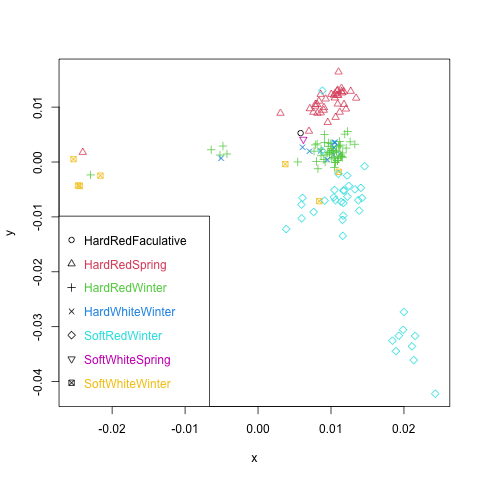 0.01
0.00
-0.01
-0.02
-0.03
-0.04
y
HardRedFaculative
HardRedSpring
HardRedWinter
HardWhiteWinter
SoftRedWinter
SoftWhiteSpring
SoftWhiteWinter
-0.02 -0.01 0.00 0.01 0.02
x